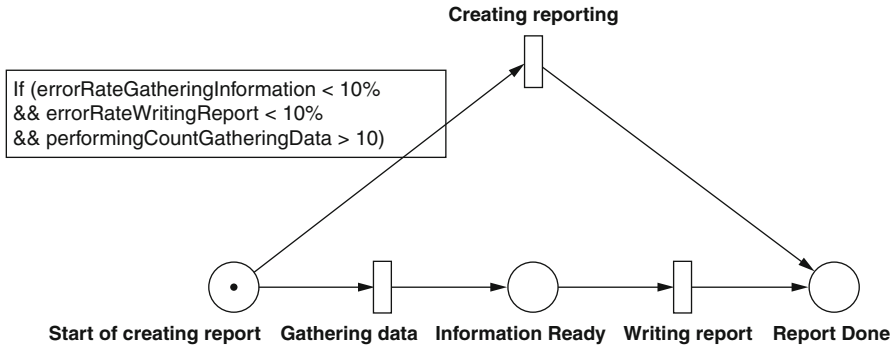 Creating reporting
If (errorRateGatheringInformation < 10%
&& errorRateWritingReport < 10%
&& performingCountGatheringData > 10)
Start of creating report Gathering data Information Ready Writing report Report Done